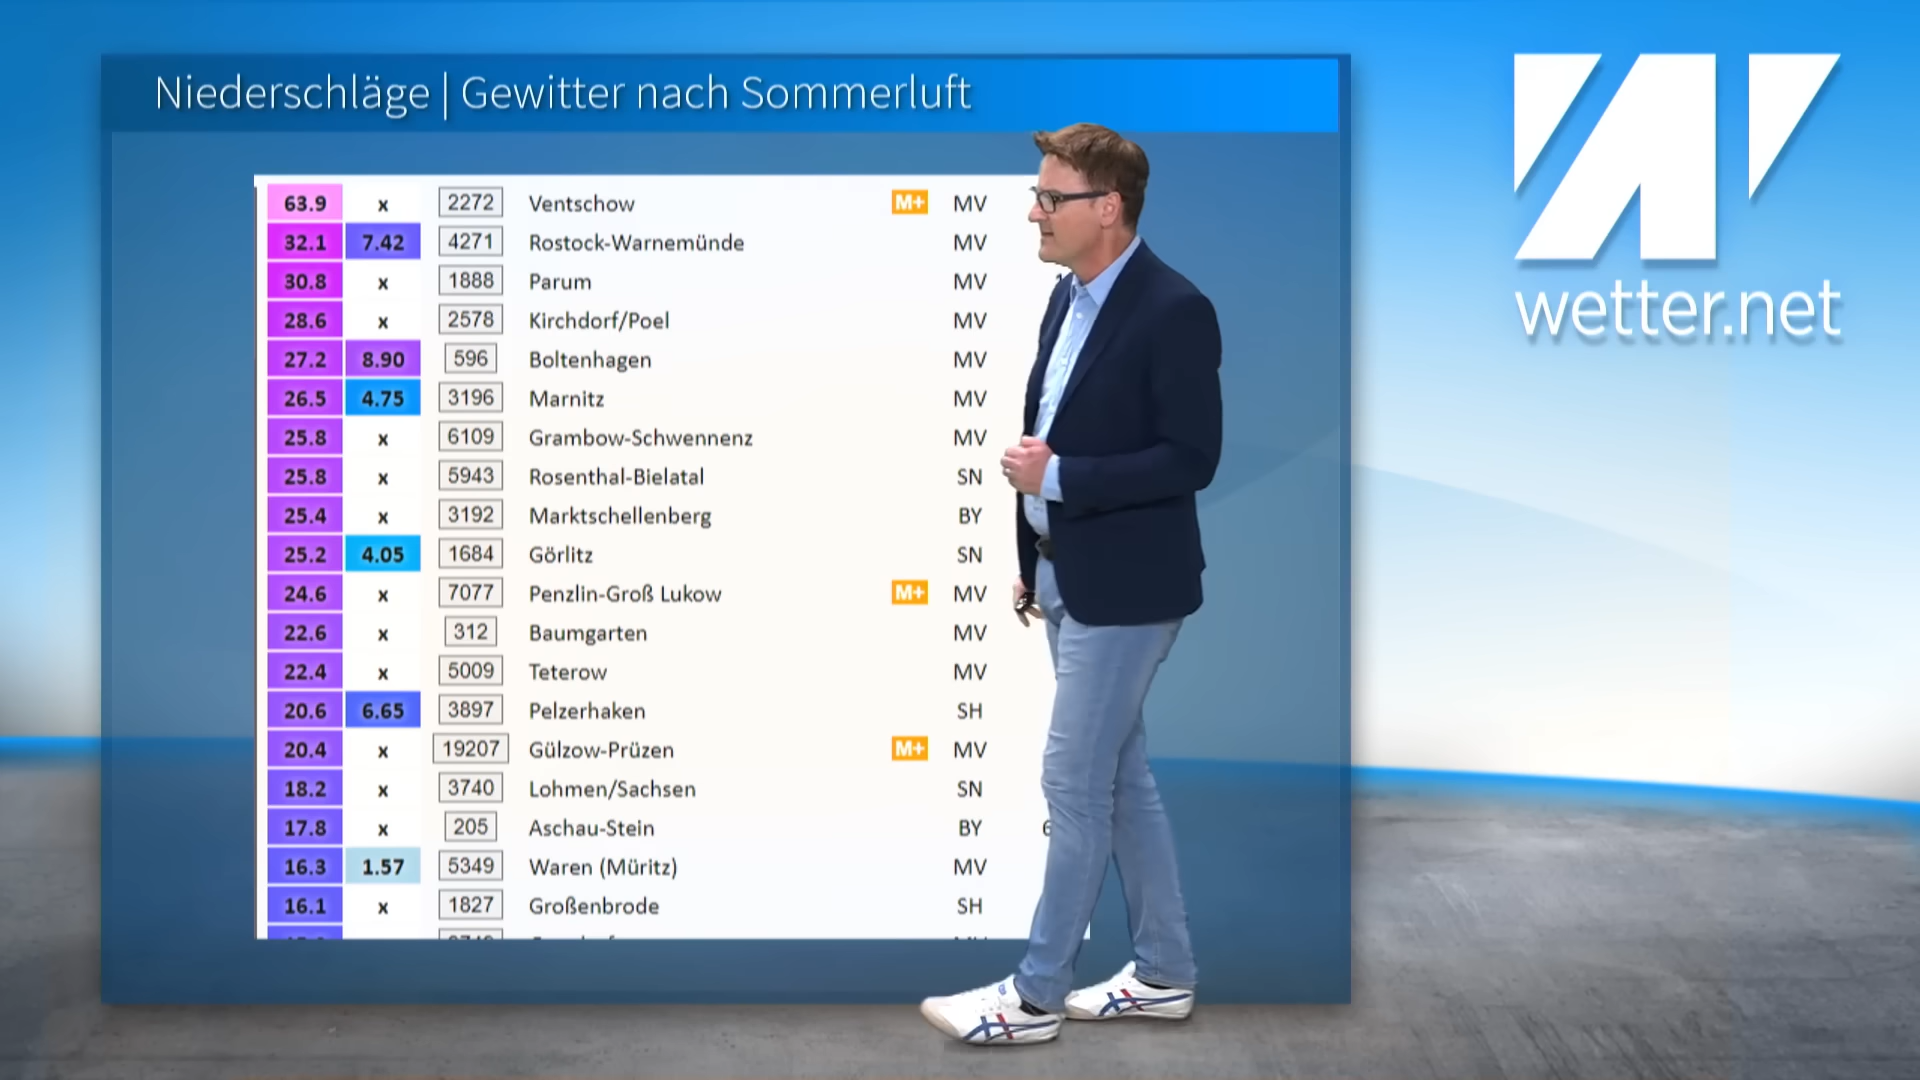 Niederschläge | Gewitter nach Sommerluft
63.9 x 2272 Ventschow M+ MV
32.1 7.42 4271 Rostock-Warnemünde MV
30.8 x 1888 Parum MV
28.6 x 2578 Kirchdorf/Poel MV
27.2 8.90 596 Boltenhagen MV
26.5 4.75 3196 Marnitz MV
25.8 x 6109 Grambow-Schwennenz MV
25.8 x 5943 Rosenthal-Bielatal SN
25.4 x 3192 Marktschellenberg BY
25.2 4.05 1684 Görlitz SN
24.6 x 7077 Penzlin-Groß Lukow M+ MV
22.6 x 312 Baumgarten MV
22.4 x 5009 Teterow MV
20.6 6.65 3897 Pelzerhaken SH
20.4 x 19207 Gülzow-Prüzen M+ MV
18.2 x 3740 Lohmen/Sachsen SN
17.8 x 205 Aschau-Stein BY 6
16.3 1.57 5349 Waren (Müritz) MV
16.1 x 1827 Großenbrode SH
wetter.net